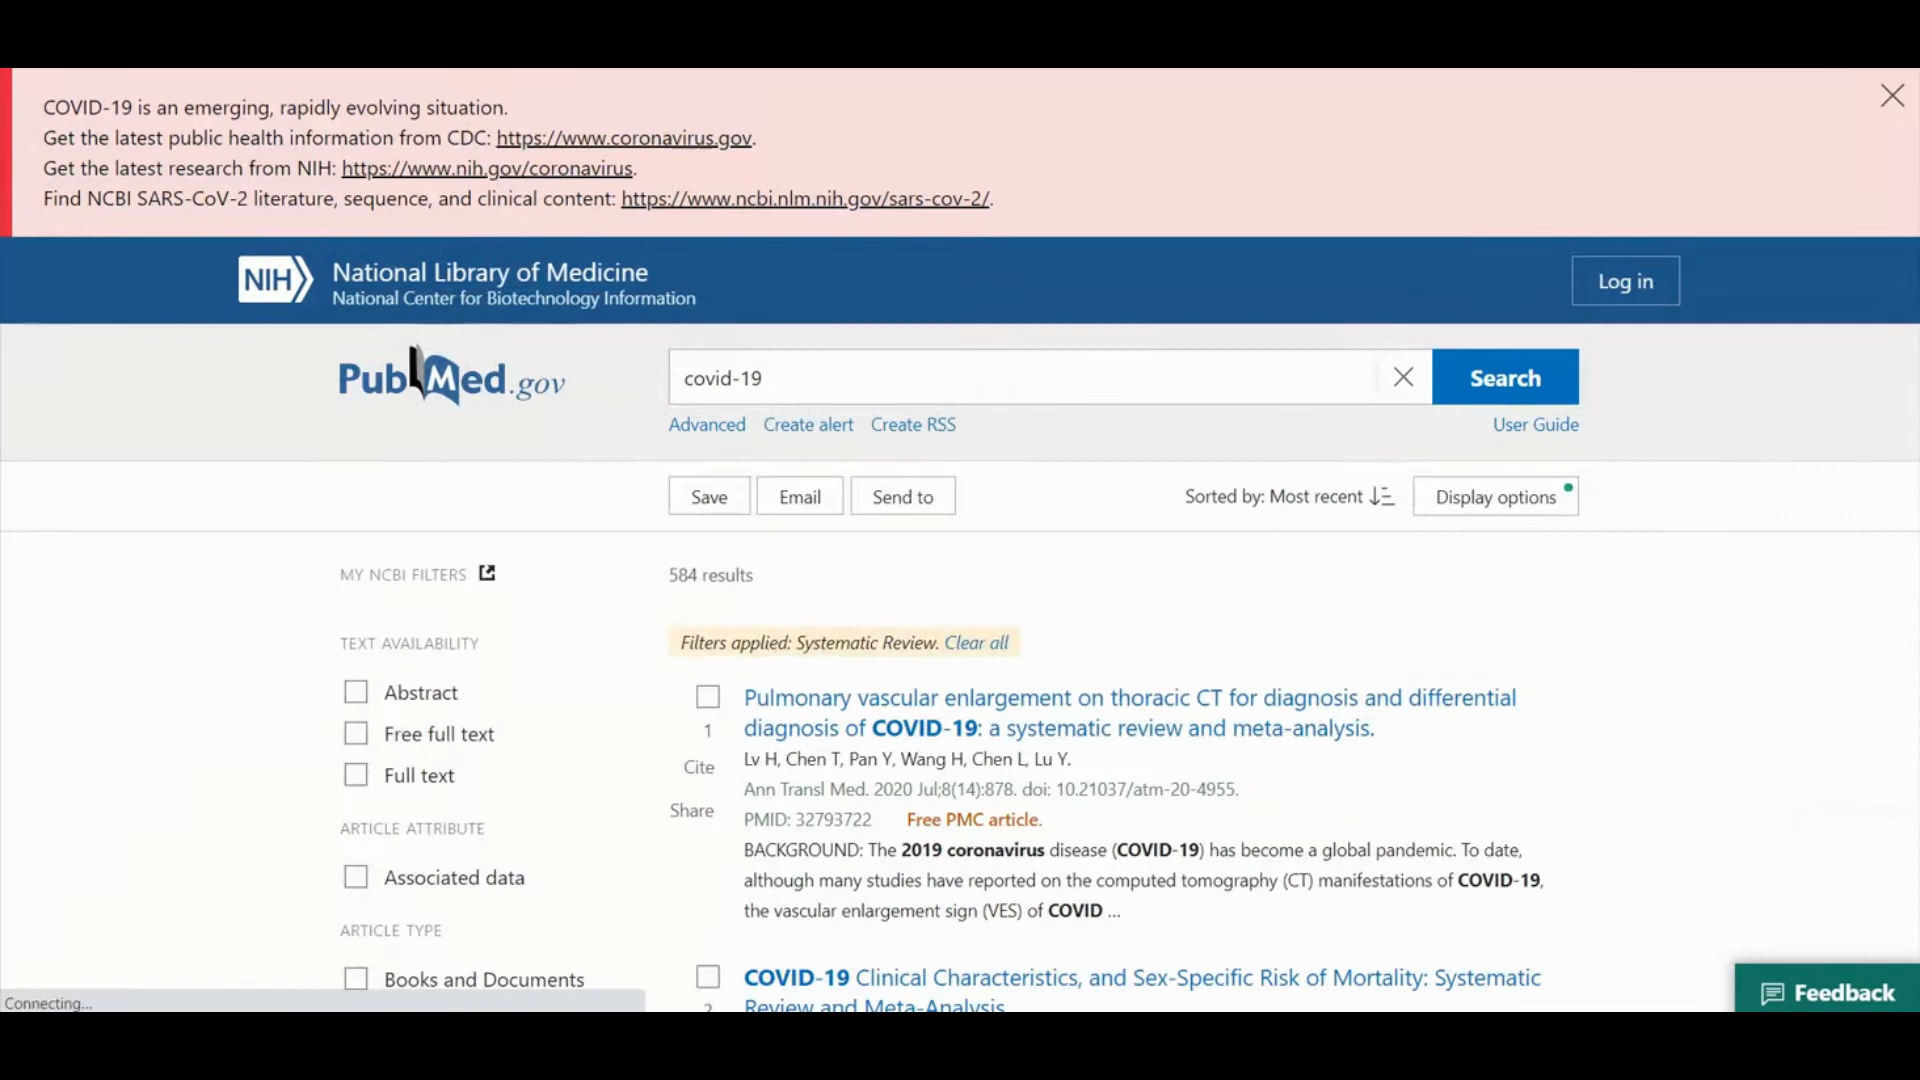 COVID-19 is an emerging, rapidly evolving situation.
Get the latest public health information from CDC: https://www.coronavirus.gov.
Get the latest research from NIH: https://www.nih.gov/coronavirus.
Find NCBI SARS-CoV-2 literature, sequence, and clinical content: https://www.ncbi.nlm.nih.gov/sars-cov-2/.
NIH National Library of Medicine
National Center for Biotechnology Information
Log in
PubMed.gov
covid-19
Search
Advanced Create alert Create RSS
User Guide
Save Email Send to
Sorted by: Most recent
Display options
MY NCBI FILTERS
584 results
TEXT AVAILABILITY
Filters applied: Systematic Review. Clear all
Abstract
Free full text
Full text
ARTICLE ATTRIBUTE
Associated data
ARTICLE TYPE
Books and Documents
1
Cite
Share
Pulmonary vascular enlargement on thoracic CT for diagnosis and differential
diagnosis of COVID-19: a systematic review and meta-analysis.
Lv H, Chen T, Pan Y, Wang H, Chen L, Lu Y.
Ann Transl Med. 2020 Jul;8(14):878. doi: 10.21037/atm-20-4955.
PMID: 32793722 Free PMC article.
BACKGROUND: The 2019 coronavirus disease (COVID-19) has become a global pandemic. To date,
although many studies have reported on the computed tomography (CT) manifestations of COVID-19,
the vascular enlargement sign (VES) of COVID ...
2
COVID-19 Clinical Characteristics, and Sex-Specific Risk of Mortality: Systematic
Review and Meta-Analysis
Connecting...
Feedback